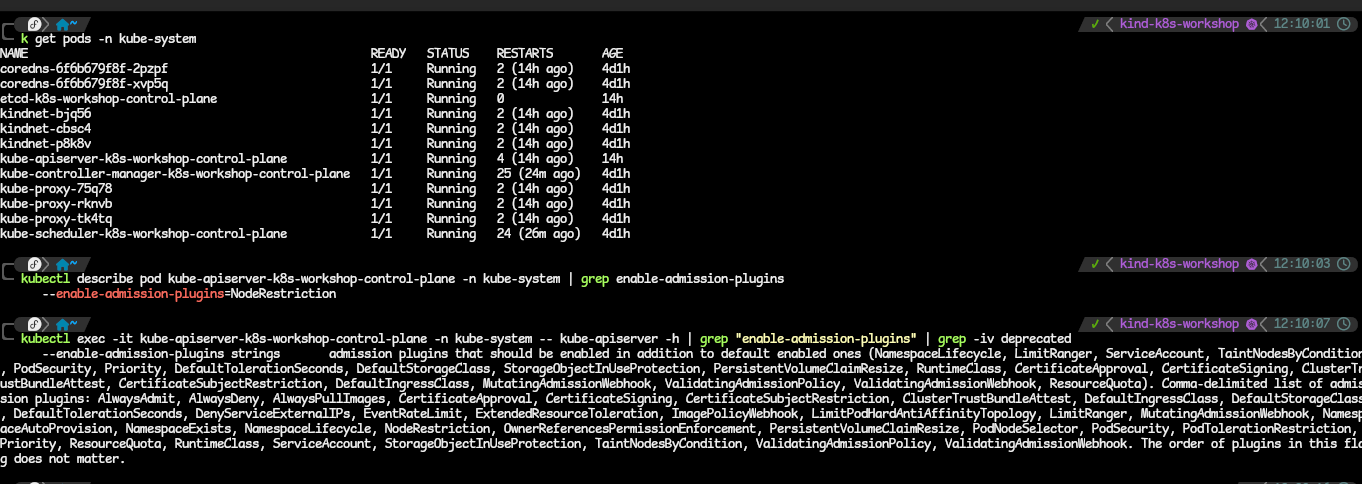 ~ ✓ kind-k8s-workshop 12:10:01
k get pods -n kube-system
NAME READY STATUS RESTARTS AGE
coredns-6f6b679f8f-2pzpf 1/1 Running 2 (14h ago) 4d1h
coredns-6f6b679f8f-xvp5q 1/1 Running 2 (14h ago) 4d1h
etcd-k8s-workshop-control-plane 1/1 Running 0 14h
kindnet-bjq56 1/1 Running 2 (14h ago) 4d1h
kindnet-cbsc4 1/1 Running 2 (14h ago) 4d1h
kindnet-p8k8v 1/1 Running 2 (14h ago) 4d1h
kube-apiserver-k8s-workshop-control-plane 1/1 Running 4 (14h ago) 14h
kube-controller-manager-k8s-workshop-control-plane 1/1 Running 25 (24m ago) 4d1h
kube-proxy-75q78 1/1 Running 2 (14h ago) 4d1h
kube-proxy-rknvb 1/1 Running 2 (14h ago) 4d1h
kube-proxy-tk4tq 1/1 Running 2 (14h ago) 4d1h
kube-scheduler-k8s-workshop-control-plane 1/1 Running 24 (26m ago) 4d1h
~ ✓ kind-k8s-workshop 12:10:03
kubectl describe pod kube-apiserver-k8s-workshop-control-plane -n kube-system | grep enable-admission-plugins
--enable-admission-plugins=NodeRestriction
~ ✓ kind-k8s-workshop 12:10:07
kubectl exec -it kube-apiserver-k8s-workshop-control-plane -n kube-system -- kube-apiserver -h | grep "enable-admission-plugins" | grep -iv deprecated
--enable-admission-plugins strings admission plugins that should be enabled in addition to default enabled ones (NamespaceLifecycle, LimitRanger, ServiceAccount, TaintNodesByCondition
, PodSecurity, Priority, DefaultTolerationSeconds, DefaultStorageClass, StorageObjectInUseProtection, PersistentVolumeClaimResize, RuntimeClass, CertificateApproval, CertificateSigning, ClusterTr
ustBundleAttest, CertificateSubjectRestriction, DefaultIngressClass, MutatingAdmissionWebhook, ValidatingAdmissionPolicy, ValidatingAdmissionWebhook, ResourceQuota). Comma-delimited list of admis
sion plugins: AlwaysAdmit, AlwaysDeny, AlwaysPullImages, CertificateApproval, CertificateSigning, CertificateSubjectRestriction, ClusterTrustBundleAttest, DefaultIngressClass, DefaultStorageClass
, DefaultTolerationSeconds, DenyServiceExternalIPs, EventRateLimit, ExtendedResourceToleration, ImagePolicyWebhook, LimitPodHardAntiAffinityTopology, LimitRanger, MutatingAdmissionWebhook, Namesp
aceAutoProvision, NamespaceExists, NamespaceLifecycle, NodeRestriction, OwnerReferencesPermissionEnforcement, PersistentVolumeClaimResize, PodNodeSelector, PodSecurity, PodTolerationRestriction,
Priority, ResourceQuota, RuntimeClass, ServiceAccount, StorageObjectInUseProtection, TaintNodesByCondition, ValidatingAdmissionPolicy, ValidatingAdmissionWebhook. The order of plugins in this fla
g does not matter.